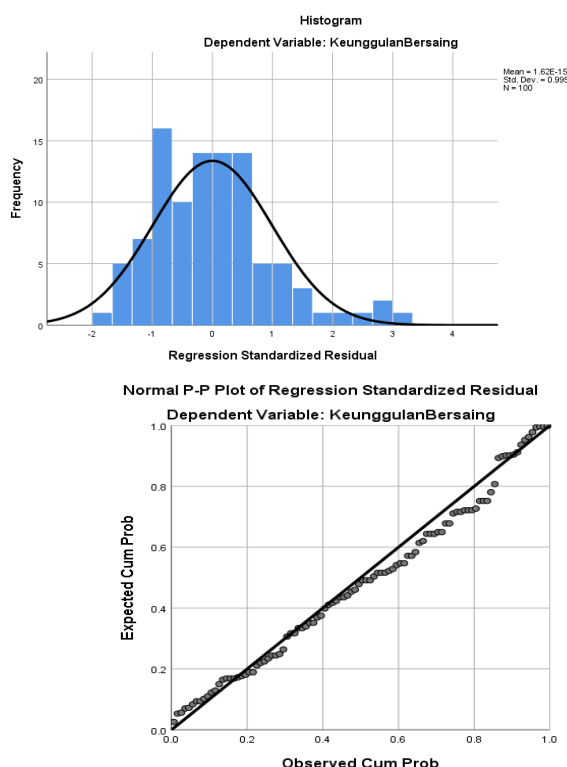 Histogram
Dependent Variable: KeunggulanBersaing
Mean = 1.62E-15
Std. Dev. = 0.995
N = 100
20
15
10
5
0
Frequency
-2 -1 0 1 2 3 4
Regression Standardized Residual
Normal P-P Plot of Regression Standardized Residual
Dependent Variable: KeunggulanBersaing
1.0
0.8
0.6
0.4
0.2
0.0
Expected Cum Prob
0.0 0.2 0.4 0.6 0.8 1.0
Observed Cum Prob